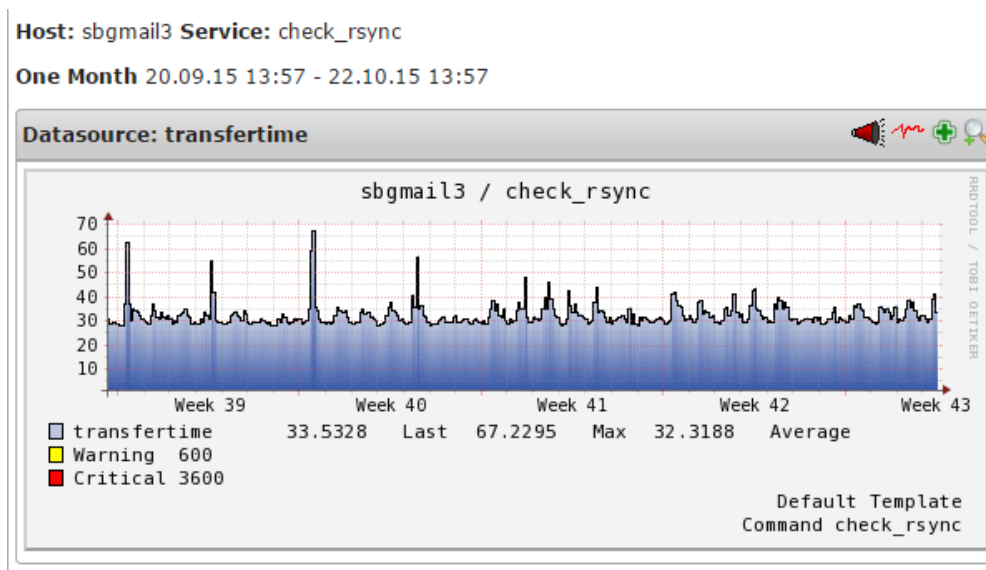 Host: sbgmail3 Service: check_rsync
One Month 20.09.15 13:57 - 22.10.15 13:57
Datasource: transfertime
sbgmail3 / check_rsync
RRDTOOL / TOBI OETIKER
70
60
50
40
30
20
10
Week 39 Week 40 Week 41 Week 42 Week 43
transfertime 33.5328 Last 67.2295 Max 32.3188 Average
Warning 600
Critical 3600
Default Template
Command check_rsync